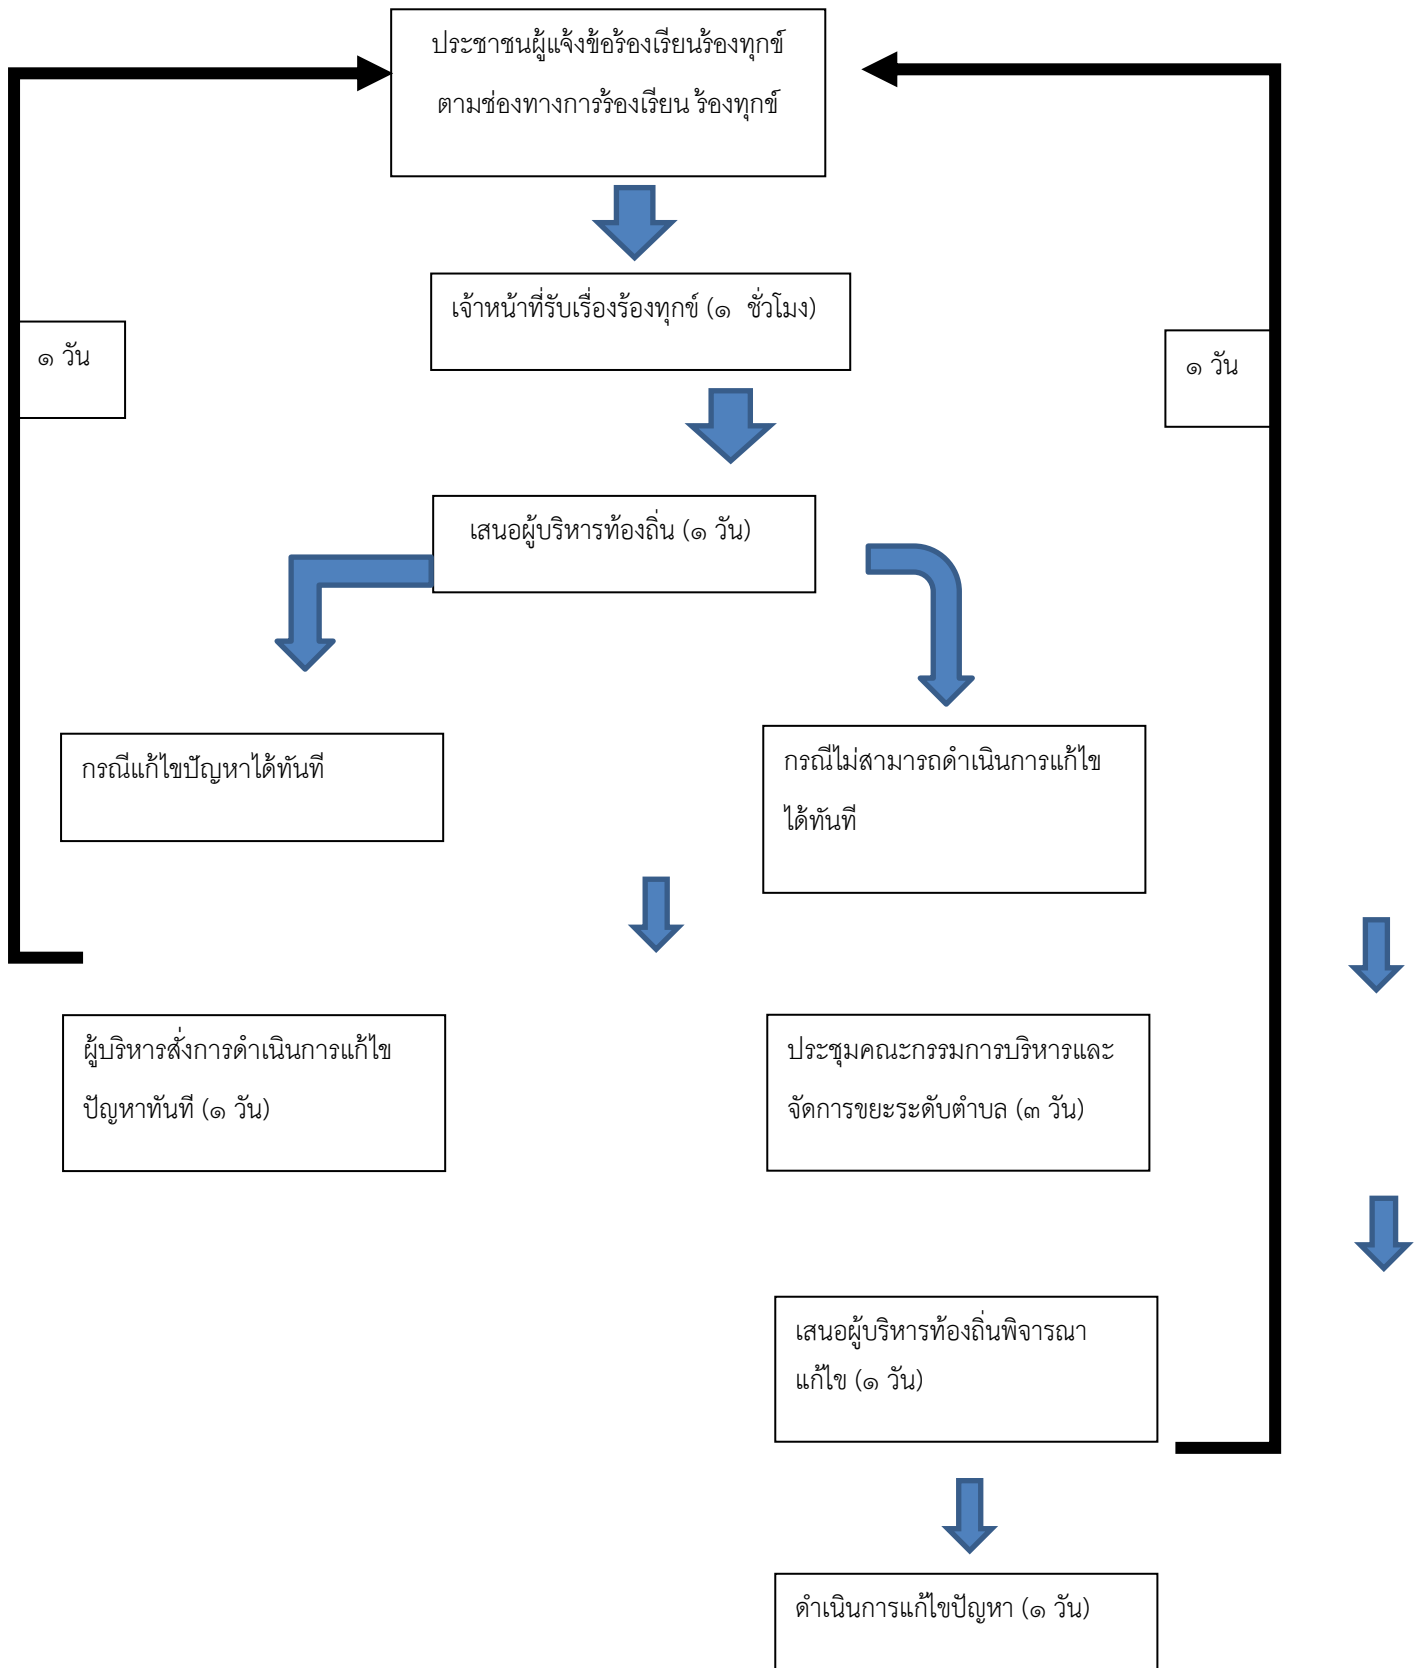 ประชาชนผู้แจ้งข้อร้องเรียนร้องทุกข์
ตามช่องทางการร้องเรียน ร้องทุกข์
เจ้าหน้าที่รับเรื่องร้องทุกข์ (๑ ชั่วโมง)
๑ วัน
๑ วัน
เสนอผู้บริหารท้องถิ่น (๑ วัน)
กรณีแก้ไขปัญหาได้ทันที
กรณีไม่สามารถดำเนินการแก้ไข
ได้ทันที
ผู้บริหารสั่งการดำเนินการแก้ไข
ปัญหาทันที (๑ วัน)
ประชุมคณะกรรมการบริหารและ
จัดการขยะระดับตำบล (๓ วัน)
เสนอผู้บริหารท้องถิ่นพิจารณา
แก้ไข (๑ วัน)
ดำเนินการแก้ไขปัญหา (๑ วัน)